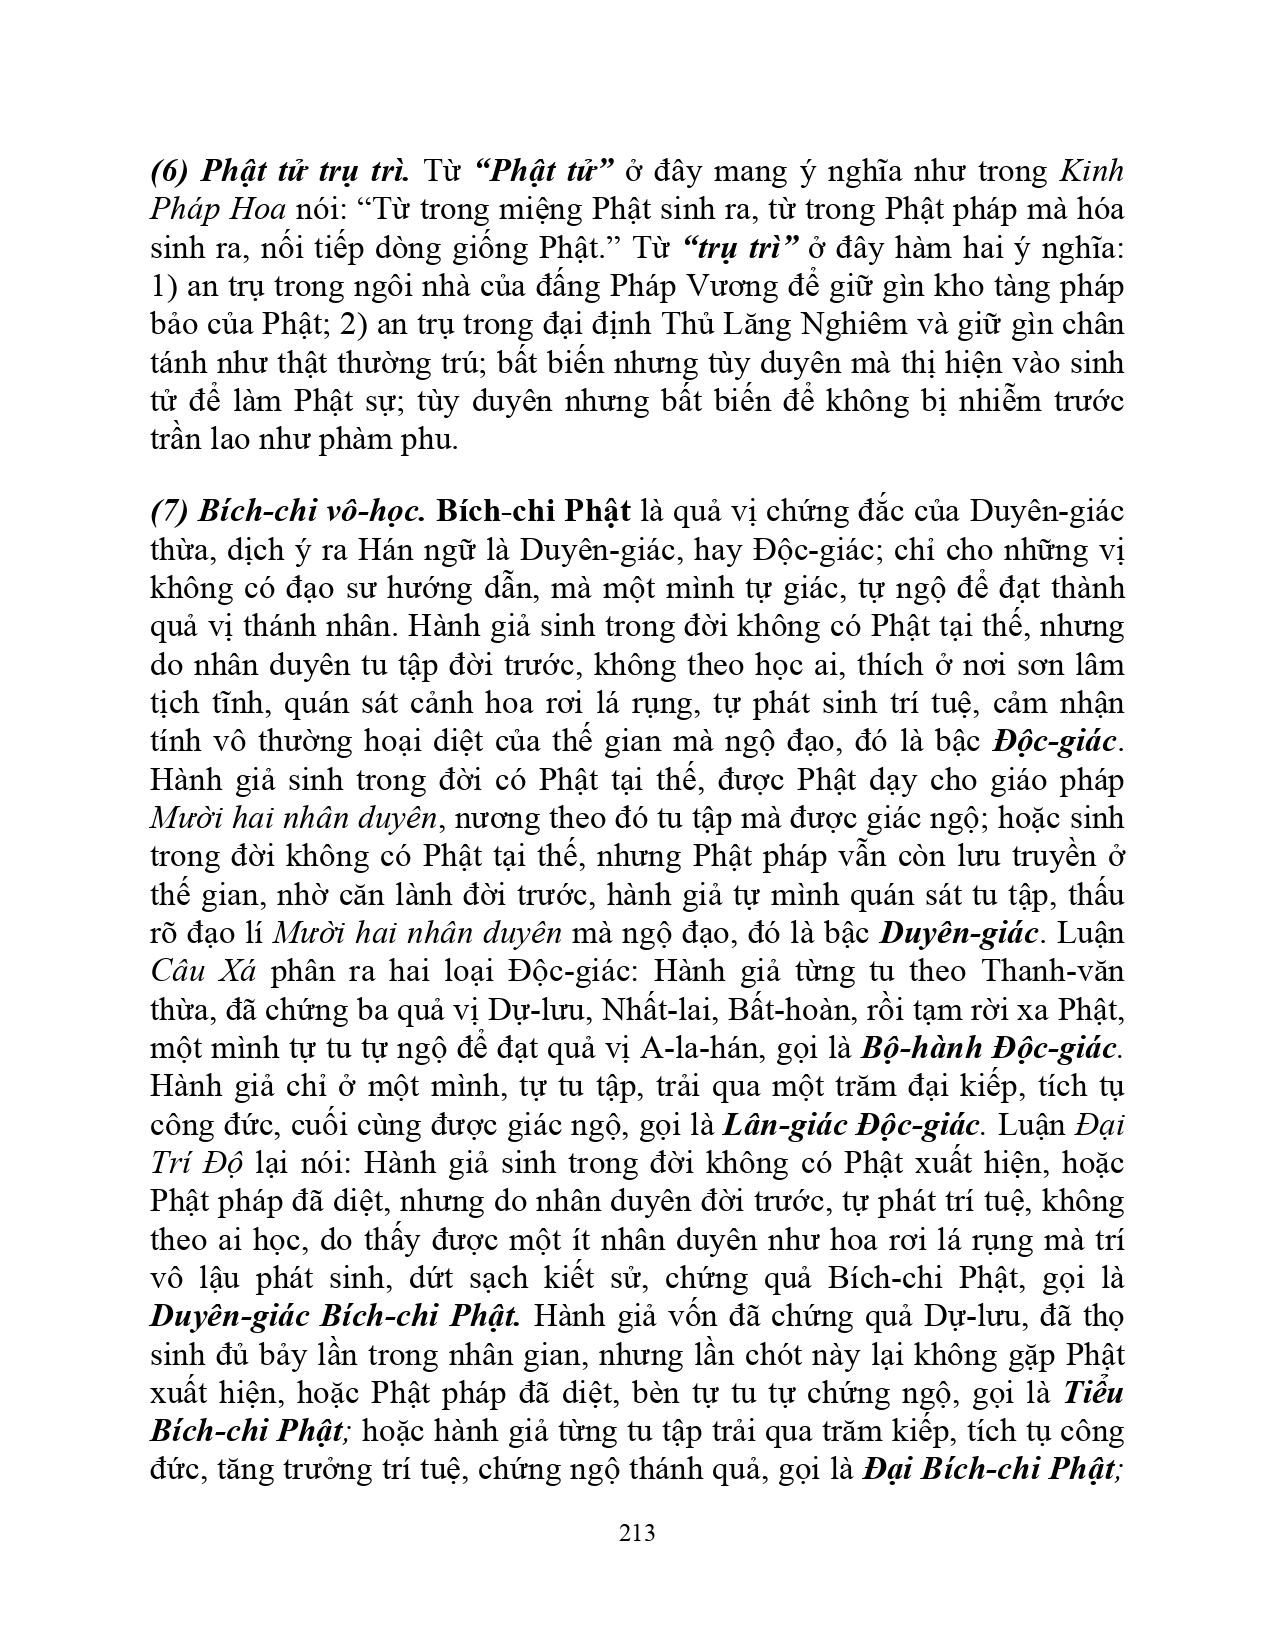 (6) Phật tử trụ trì. Từ “Phật tử” ở đây mang ý nghĩa như trong Kinh
Pháp Hoa nói: “Từ trong miệng Phật sinh ra, từ trong Phật pháp mà hóa
sinh ra, nối tiếp dòng giống Phật.” Từ “trụ trì” ở đây hàm hai ý nghĩa:
1) an trụ trong ngôi nhà của đấng Pháp Vương để giữ gìn kho tàng pháp
bảo của Phật; 2) an trụ trong đại định Thủ Lăng Nghiêm và giữ gìn chân
tánh như thật thường trú; bất biến nhưng tùy duyên mà thị hiện vào sinh
tử để làm Phật sự; tùy duyên nhưng bất biến để không bị nhiễm trước
trần lao như phàm phu.
(7) Bích-chi vô-học. Bích-chi Phật là quả vị chứng đắc của Duyên-giác
thừa, dịch ý ra Hán ngữ là Duyên-giác, hay Độc-giác; chỉ cho những vị
không có đạo sư hướng dẫn, mà một mình tự giác, tự ngộ để đạt thành
quả vị thánh nhân. Hành giả sinh trong đời không có Phật tại thế, nhưng
do nhân duyên tu tập đời trước, không theo học ai, thích ở nơi sơn lâm
tịch tĩnh, quán sát cảnh hoa rơi lá rụng, tự phát sinh trí tuệ, cảm nhận
tính vô thường hoại diệt của thế gian mà ngộ đạo, đó là bậc Độc-giác.
Hành giả sinh trong đời có Phật tại thế, được Phật dạy cho giáo pháp
Mười hai nhân duyên, nương theo đó tu tập mà được giác ngộ; hoặc sinh
trong đời không có Phật tại thế, nhưng Phật pháp vẫn còn lưu truyền ở
thế gian, nhờ căn lành đời trước, hành giả tự mình quán sát tu tập, thấu
rõ đạo lí Mười hai nhân duyên mà ngộ đạo, đó là bậc Duyên-giác. Luận
Câu Xá phân ra hai loại Độc-giác: Hành giả từng tu theo Thanh-văn
thừa, đã chứng ba quả vị Dự-lưu, Nhất-lai, Bất-hoàn, rồi tạm rời xa Phật,
một mình tự tu tự ngộ để đạt quả vị A-la-hán, gọi là Bộ-hành Độc-giác.
Hành giả chỉ ở một mình, tự tu tập, trải qua một trăm đại kiếp, tích tụ
công đức, cuối cùng được giác ngộ, gọi là Lân-giác Độc-giác. Luận Đại
Trí Độ lại nói: Hành giả sinh trong đời không có Phật xuất hiện, hoặc
Phật pháp đã diệt, nhưng do nhân duyên đời trước, tự phát trí tuệ, không
theo ai học, do thấy được một ít nhân duyên như hoa rơi lá rụng mà trí
vô lậu phát sinh, dứt sạch kiết sử, chứng quả Bích-chi Phật, gọi là
Duyên-giác Bích-chi Phật. Hành giả vốn đã chứng quả Dự-lưu, đã thọ
sinh đủ bảy lần trong nhân gian, nhưng lần chót này lại không gặp Phật
xuất hiện, hoặc Phật pháp đã diệt, bèn tự tu tự chứng ngộ, gọi là Tiểu
Bích-chi Phật; hoặc hành giả từng tu tập trải qua trăm kiếp, tích tụ công
đức, tăng trưởng trí tuệ, chứng ngộ thánh quả, gọi là Đại Bích-chi Phật;
213